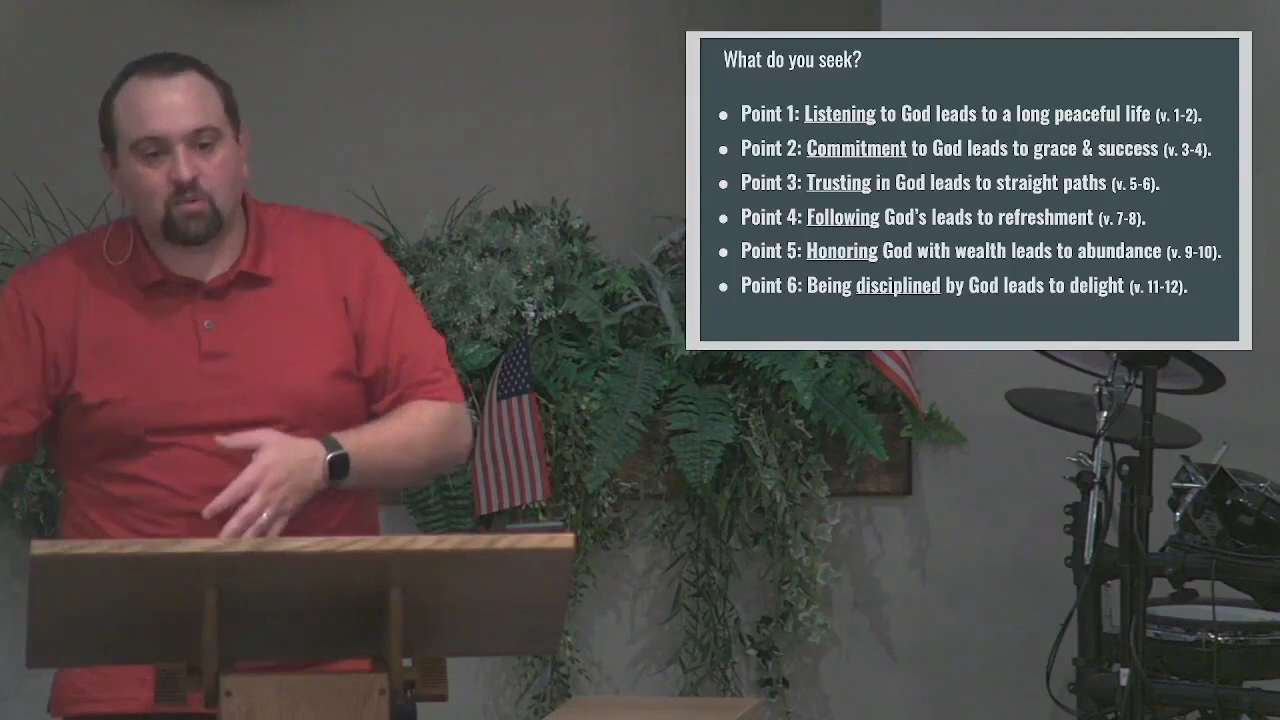 What do you seek?
● Point 1: Listening to God leads to a long peaceful life (v. 1-2).
● Point 2: Commitment to God leads to grace & success (v. 3-4).
● Point 3: Trusting in God leads to straight paths (v. 5-6).
● Point 4: Following God's leads to refreshment (v. 7-8).
● Point 5: Honoring God with wealth leads to abundance (v. 9-10).
● Point 6: Being disciplined by God leads to delight (v. 11-12).